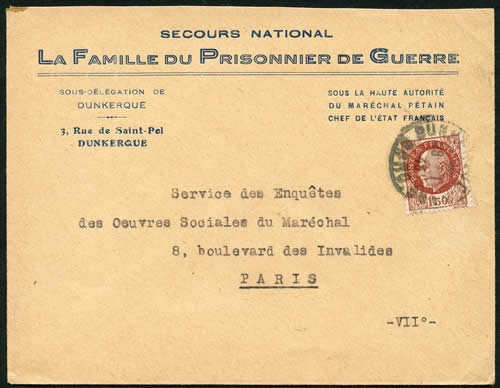 SECOURS NATIONAL
LA FAMILLE DU PRISONNIER DE GUERRE
SOUS-DÉLÉGATION DE
DUNKERQUE
3, Rue de Saint-Pol
DUNKERQUE
SOUS LA HAUTE AUTORITÉ
DU MARÉCHAL PÉTAIN
CHEF DE L'ÉTAT FRANÇAIS
1F50
Service des Enquêtes
des Oeuvres Sociales du Maréchal
8, boulevard des Invalides
PARIS
-VII°-